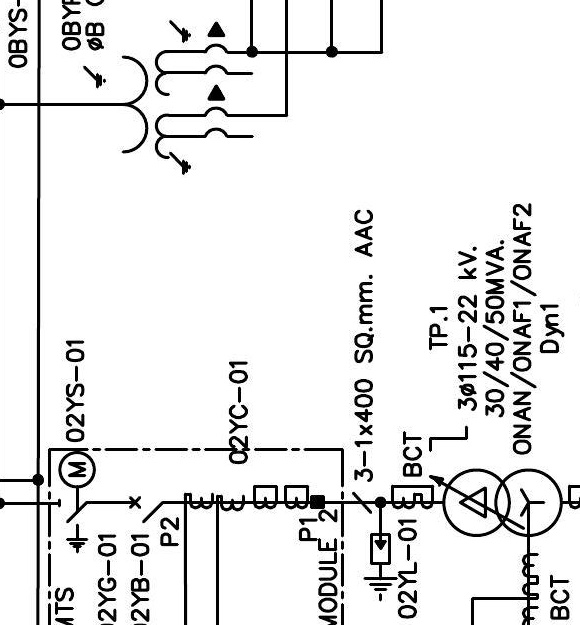 0BYS-
ØB C
02YS-01
M
02YC-01
3-1x400 SQ.mm. AAC
BCT
TP.1
3ø115-22 kV.
30/40/50MVA.
ONAN/ONAF1/ONAF2
Dyn1
MTS
02YG-01
02YB-01
P2
P1
MODULE 2
02YL-01
BCT